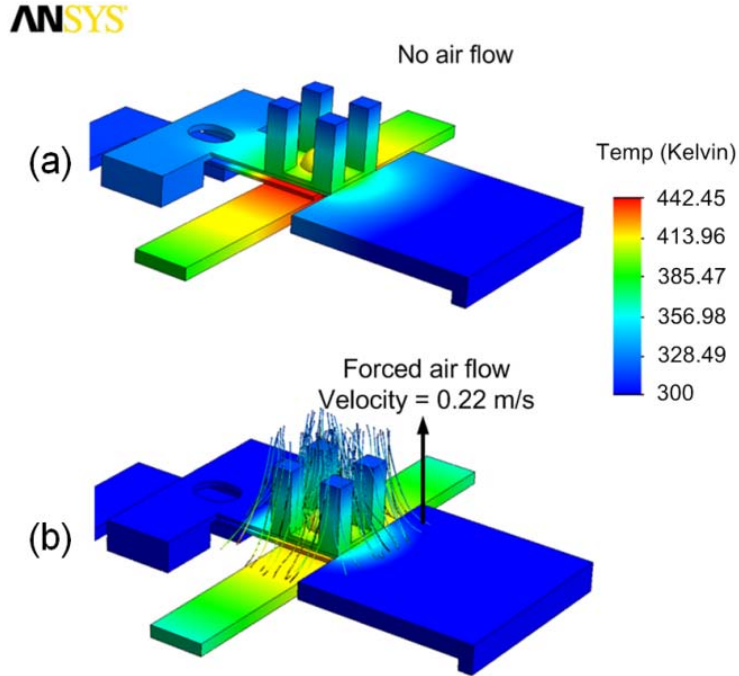 ANSYS
No air flow
(a)
Temp (Kelvin)
442.45
413.96
385.47
356.98
328.49
300
Forced air flow
Velocity = 0.22 m/s
(b)